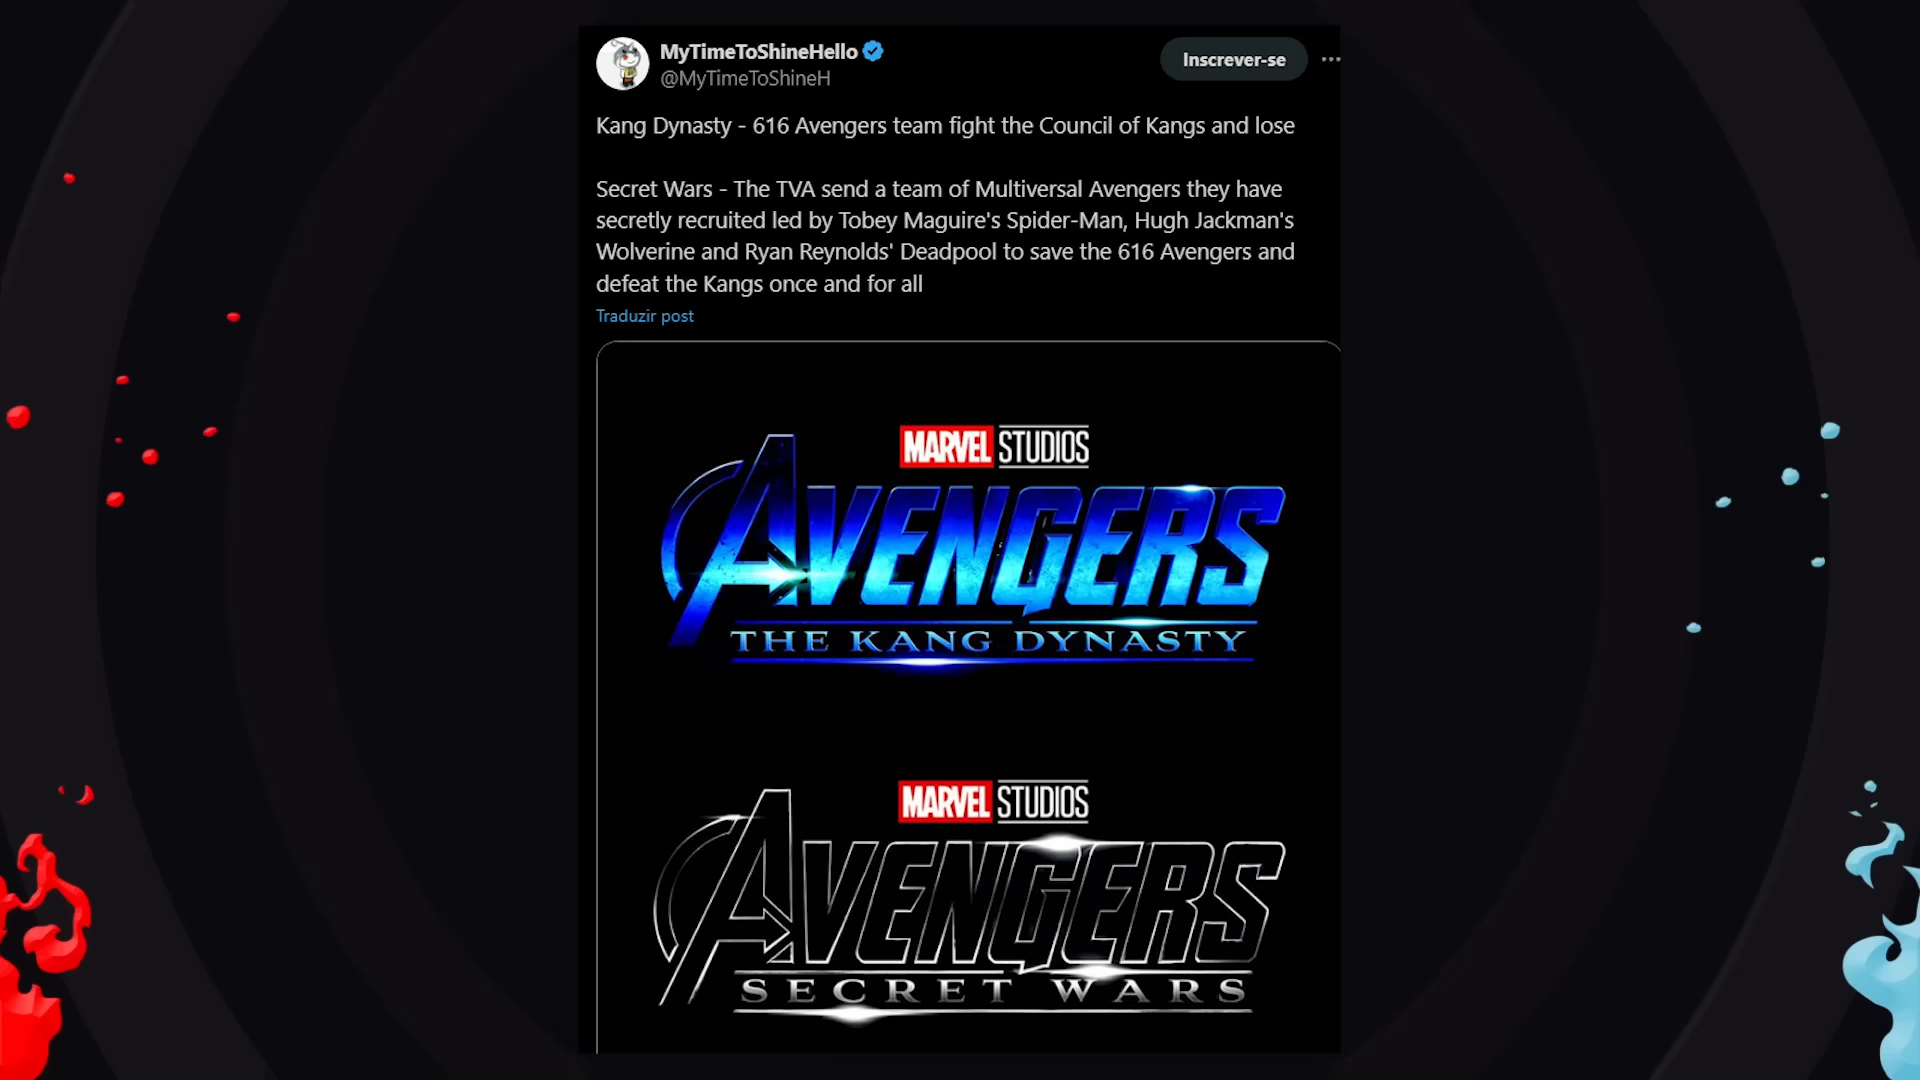 MyTimeToShineHello
@MyTimeToShineH
Inscrever-se
Kang Dynasty - 616 Avengers team fight the Council of Kangs and lose
Secret Wars - The TVA send a team of Multiversal Avengers they have
secretly recruited led by Tobey Maguire's Spider-Man, Hugh Jackman's
Wolverine and Ryan Reynolds' Deadpool to save the 616 Avengers and
defeat the Kangs once and for all
Traduzir post
MARVEL STUDIOS
AVENGERS
THE KANG DYNASTY
MARVEL STUDIOS
AVENGERS
SECRET WARS